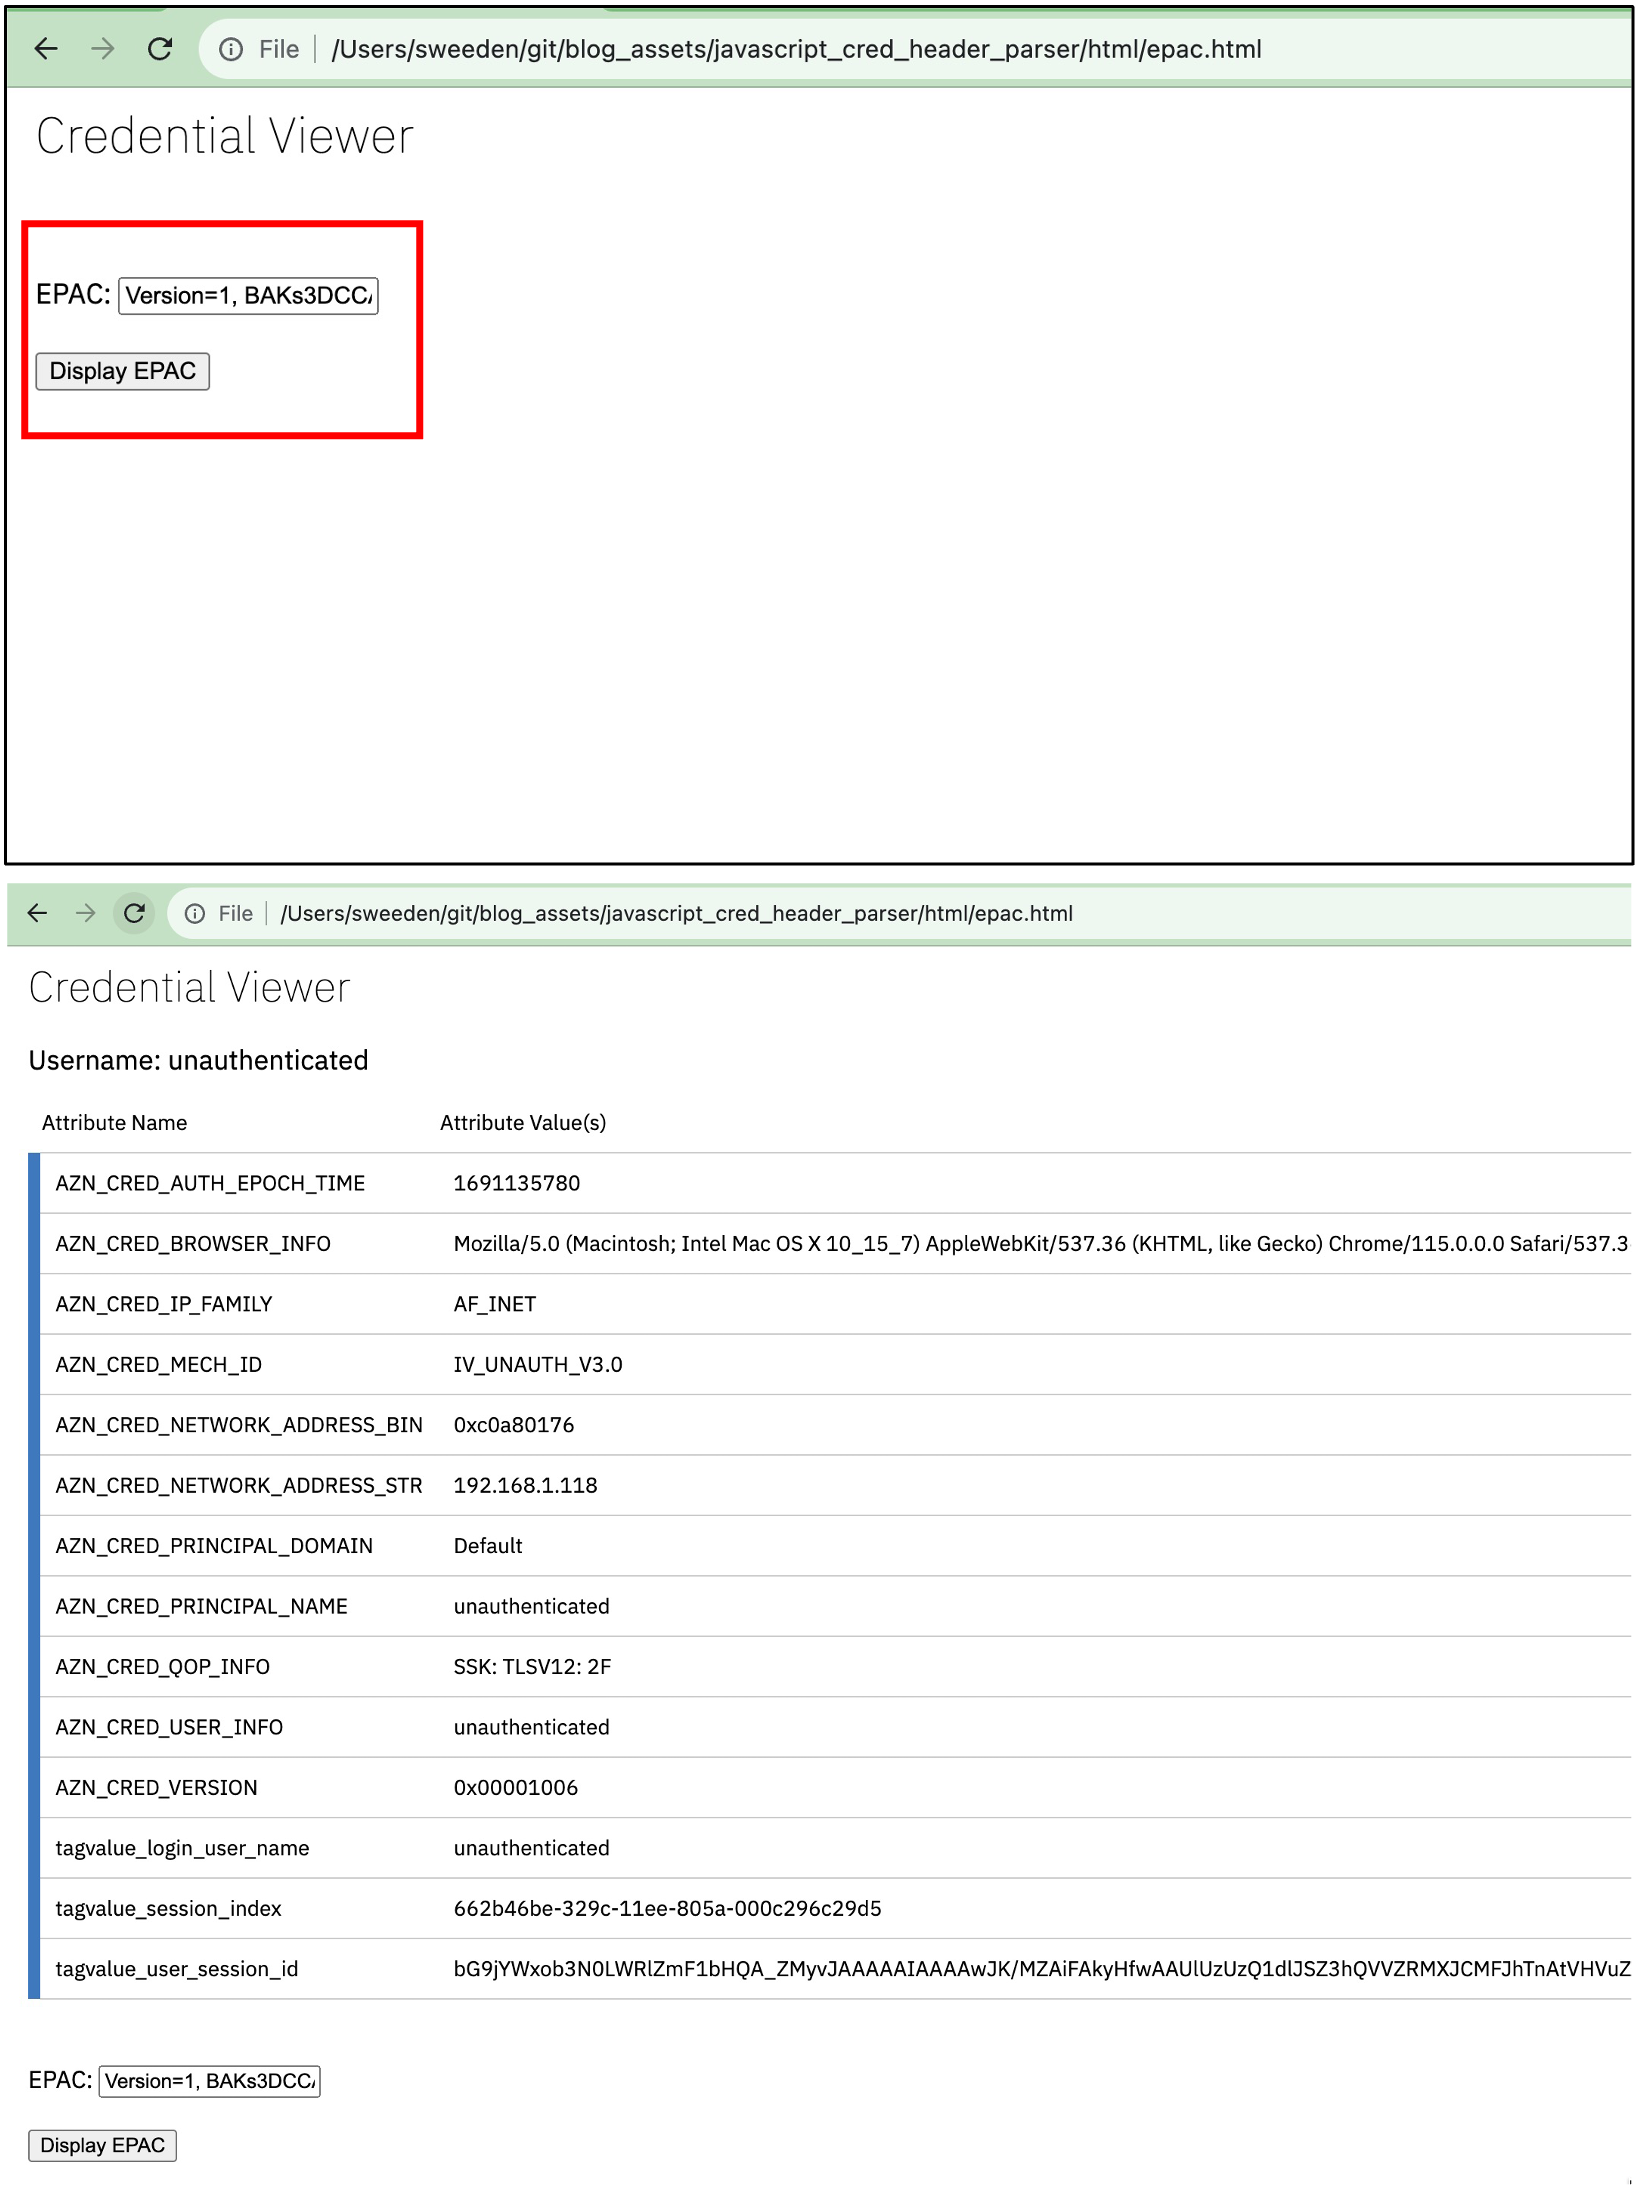 File /Users/sweeden/git/blog_assets/javascript_cred_header_parser/html/epac.html
Credential Viewer
EPAC: Version=1, BAKs3DCCA
Display EPAC
File /Users/sweeden/git/blog_assets/javascript_cred_header_parser/html/epac.html
Credential Viewer
Username: unauthenticated
Attribute Name Attribute Value(s)
AZN_CRED_AUTH_EPOCH_TIME 1691135780
AZN_CRED_BROWSER_INFO Mozilla/5.0 (Macintosh; Intel Mac OS X 10_15_7) AppleWebKit/537.36 (KHTML, like Gecko) Chrome/115.0.0.0 Safari/537.3
AZN_CRED_IP_FAMILY AF_INET
AZN_CRED_MECH_ID IV_UNAUTH_V3.0
AZN_CRED_NETWORK_ADDRESS_BIN 0xc0a80176
AZN_CRED_NETWORK_ADDRESS_STR 192.168.1.118
AZN_CRED_PRINCIPAL_DOMAIN Default
AZN_CRED_PRINCIPAL_NAME unauthenticated
AZN_CRED_QOP_INFO SSK: TLSV12: 2F
AZN_CRED_USER_INFO unauthenticated
AZN_CRED_VERSION 0x00001006
tagvalue_login_user_name unauthenticated
tagvalue_session_index 662b46be-329c-11ee-805a-000c296c29d5
tagvalue_user_session_id bG9jYWxob3N0LWRlZmF1bHQA_ZMyvJAAAAAIAAAAwJK/MZAiFAkyHfwAAUlUzUzQ1dlJSZ3hQVVZRMXJCMFJhTnAtVHVuZ
EPAC: Version=1, BAKs3DCCA
Display EPAC